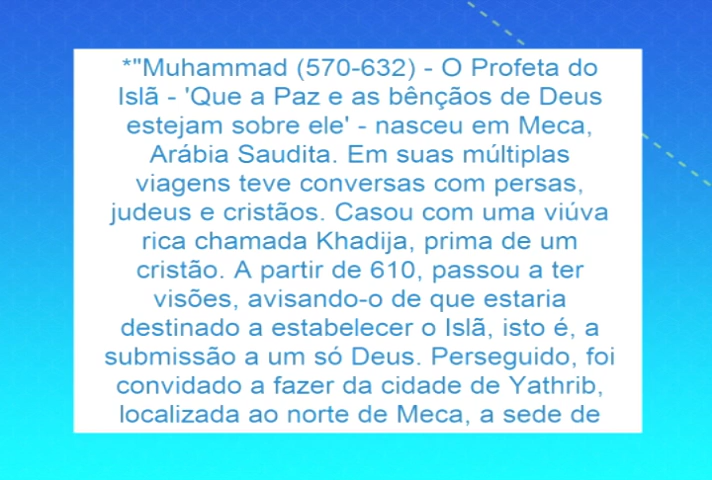 *"Muhammad (570-632) - O Profeta do
Islã - 'Que a Paz e as bênçãos de Deus
estejam sobre ele' - nasceu em Meca,
Arábia Saudita. Em suas múltiplas
viagens teve conversas com persas,
judeus e cristãos. Casou com uma viúva
rica chamada Khadija, prima de um
cristão. A partir de 610, passou a ter
visões, avisando-o de que estaria
destinado a estabelecer o Islã, isto é, a
submissão a um só Deus. Perseguido, foi
convidado a fazer da cidade de Yathrib,
localizada ao norte de Meca, a sede de